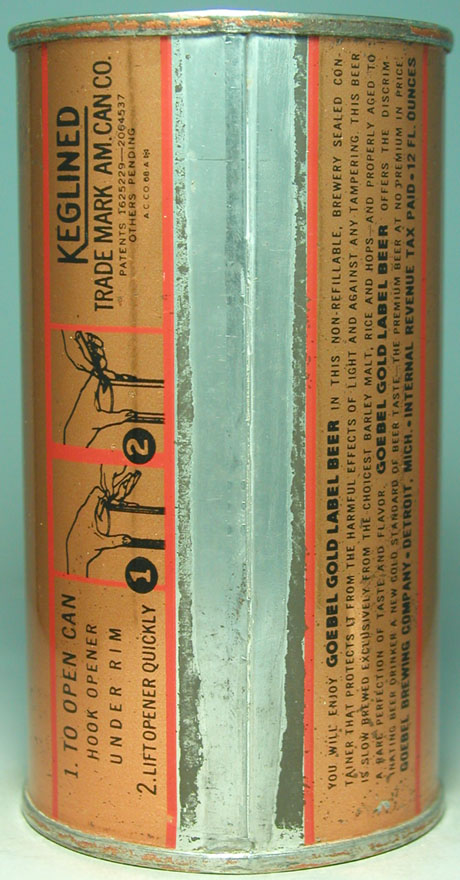 KEGLINED
TRADE MARK AM. CAN CO.
PATENTS 1625229—2064537
OTHERS PENDING
A.C.CO. 68-A
2
1
1. TO OPEN CAN
HOOK OPENER
UNDER RIM
2. LIFT OPENER QUICKLY
YOU WILL ENJOY GOEBEL GOLD LABEL BEER IN THIS NON-REFILLABLE, BREWERY SEALED CON-
TAINER THAT PROTECTS IT FROM THE HARMFUL EFFECTS OF LIGHT AND AGAINST ANY TAMPERING. THIS BEER
IS SLOW BREWED EXCLUSIVELY FROM THE CHOICEST BARLEY MALT, RICE AND HOPS—AND PROPERLY AGED TO
A RARE PERFECTION OF TASTE AND FLAVOR. GOEBEL GOLD LABEL BEER OFFERS THE DISCRIM-
INATING BEER DRINKER A NEW GOLD STANDARD OF BEER TASTE—THE PREMIUM BEER AT NO PREMIUM IN PRICE.
GOEBEL BREWING COMPANY - DETROIT, MICH. - INTERNAL REVENUE TAX PAID - 12 FL. OUNCES